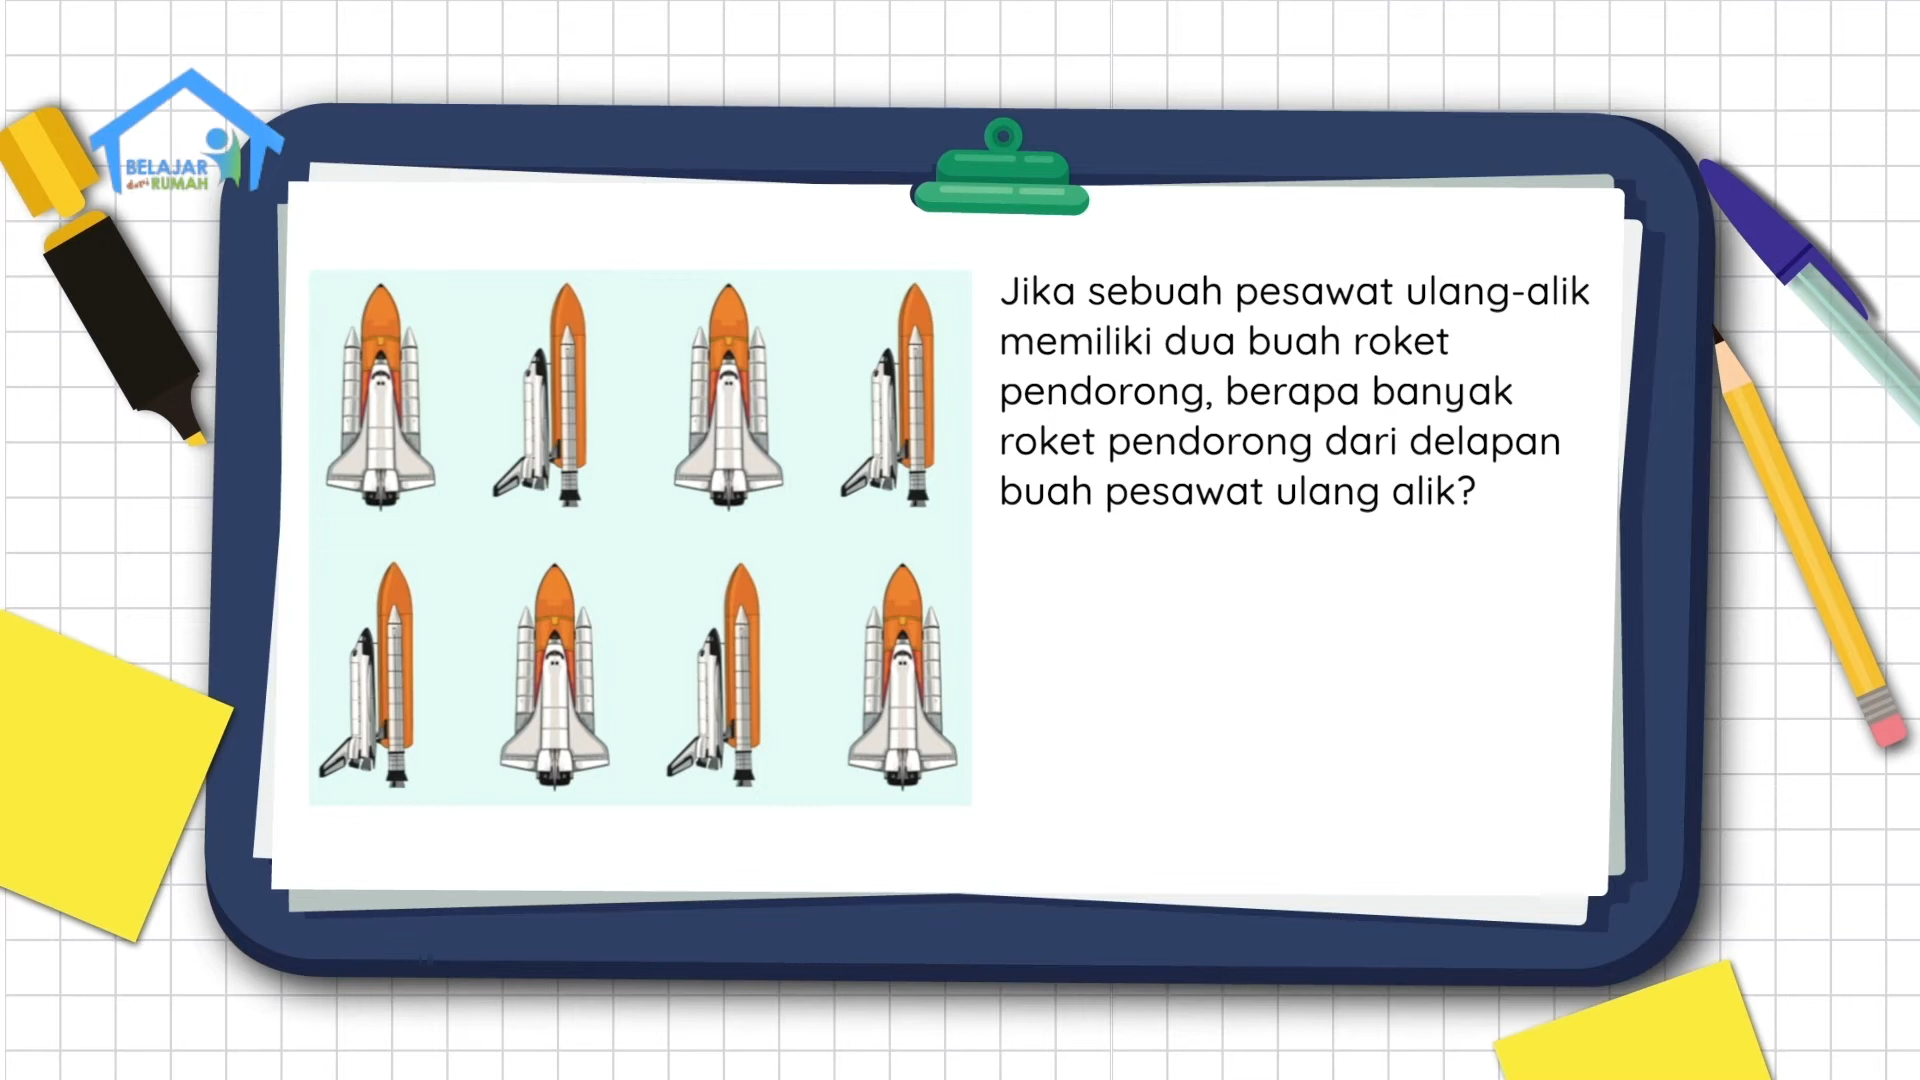 BELAJAR
dari RUMAH
Jika sebuah pesawat ulang-alik
memiliki dua buah roket
pendorong, berapa banyak
roket pendorong dari delapan
buah pesawat ulang alik?